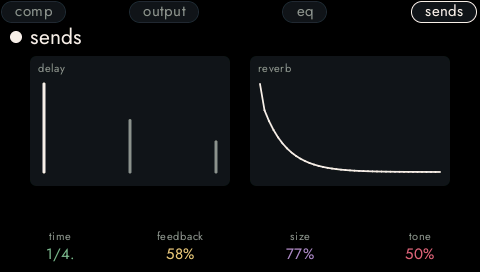 comp output eq sends
sends
delay reverb
time feedback size tone
1/4. 58% 77% 50%